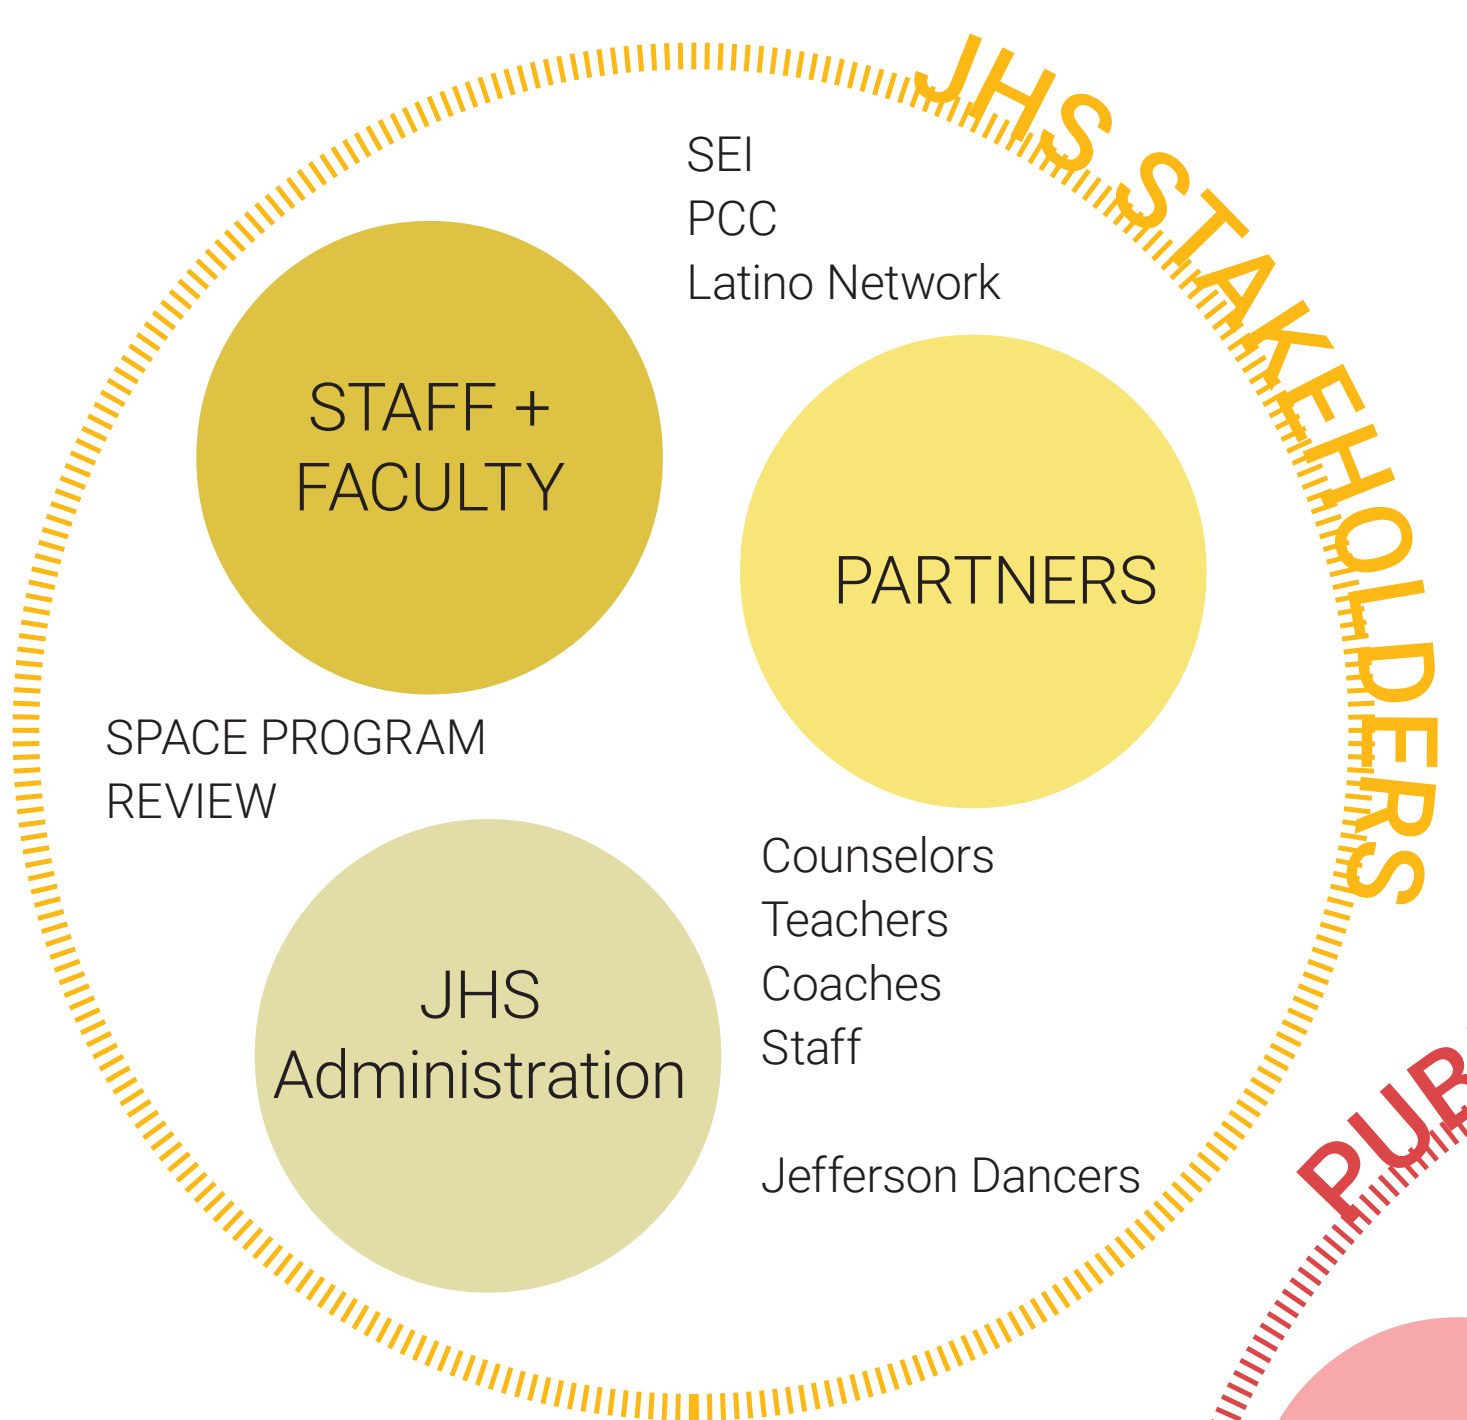 JHS STAKEHOLDERS
SEI
PCC
Latino Network
STAFF +
FACULTY
PARTNERS
SPACE PROGRAM
REVIEW
Counselors
Teachers
Coaches
Staff
Jefferson Dancers
JHS
Administration
PUB